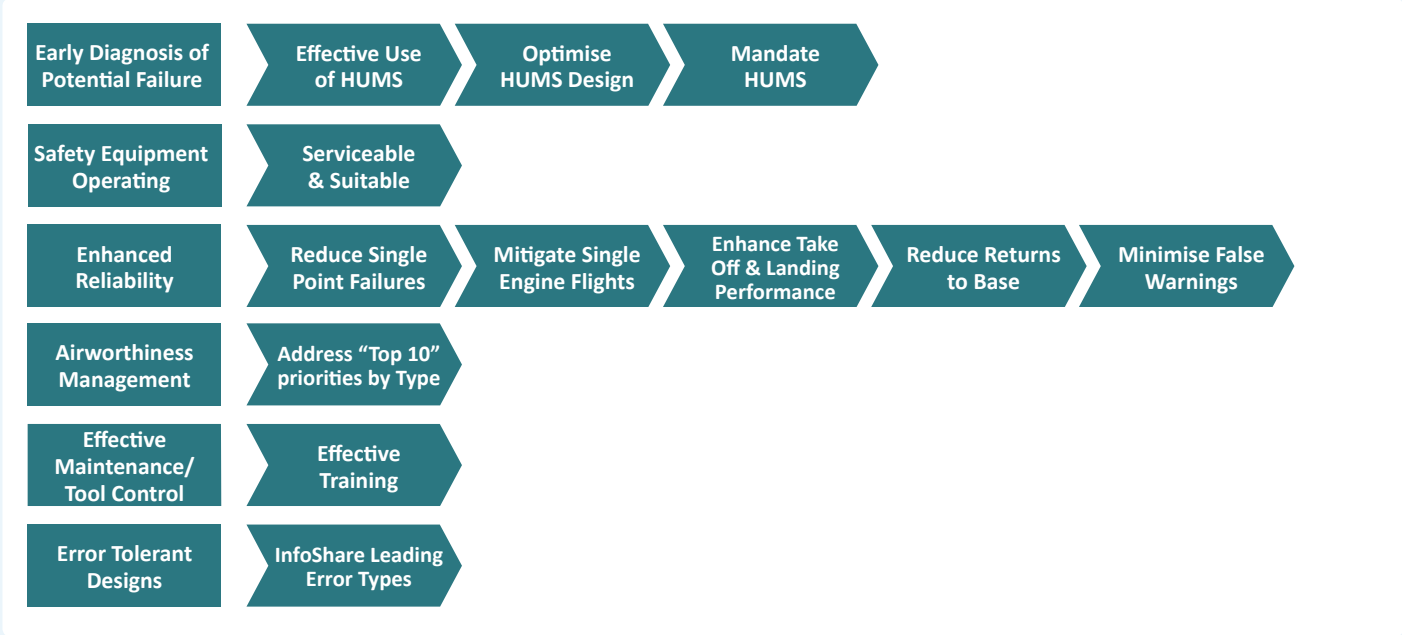 Early Diagnosis of
Potential Failure
Effective Use
of HUMS
Optimise
HUMS Design
Mandate
HUMS
Safety Equipment
Operating
Serviceable
& Suitable
Enhanced
Reliability
Reduce Single
Point Failures
Mitigate Single
Engine Flights
Enhance Take
Off & Landing
Performance
Reduce Returns
to Base
Minimise False
Warnings
Airworthiness
Management
Address “Top 10”
priorities by Type
Effective
Maintenance/
Tool Control
Effective
Training
Error Tolerant
Designs
InfoShare Leading
Error Types